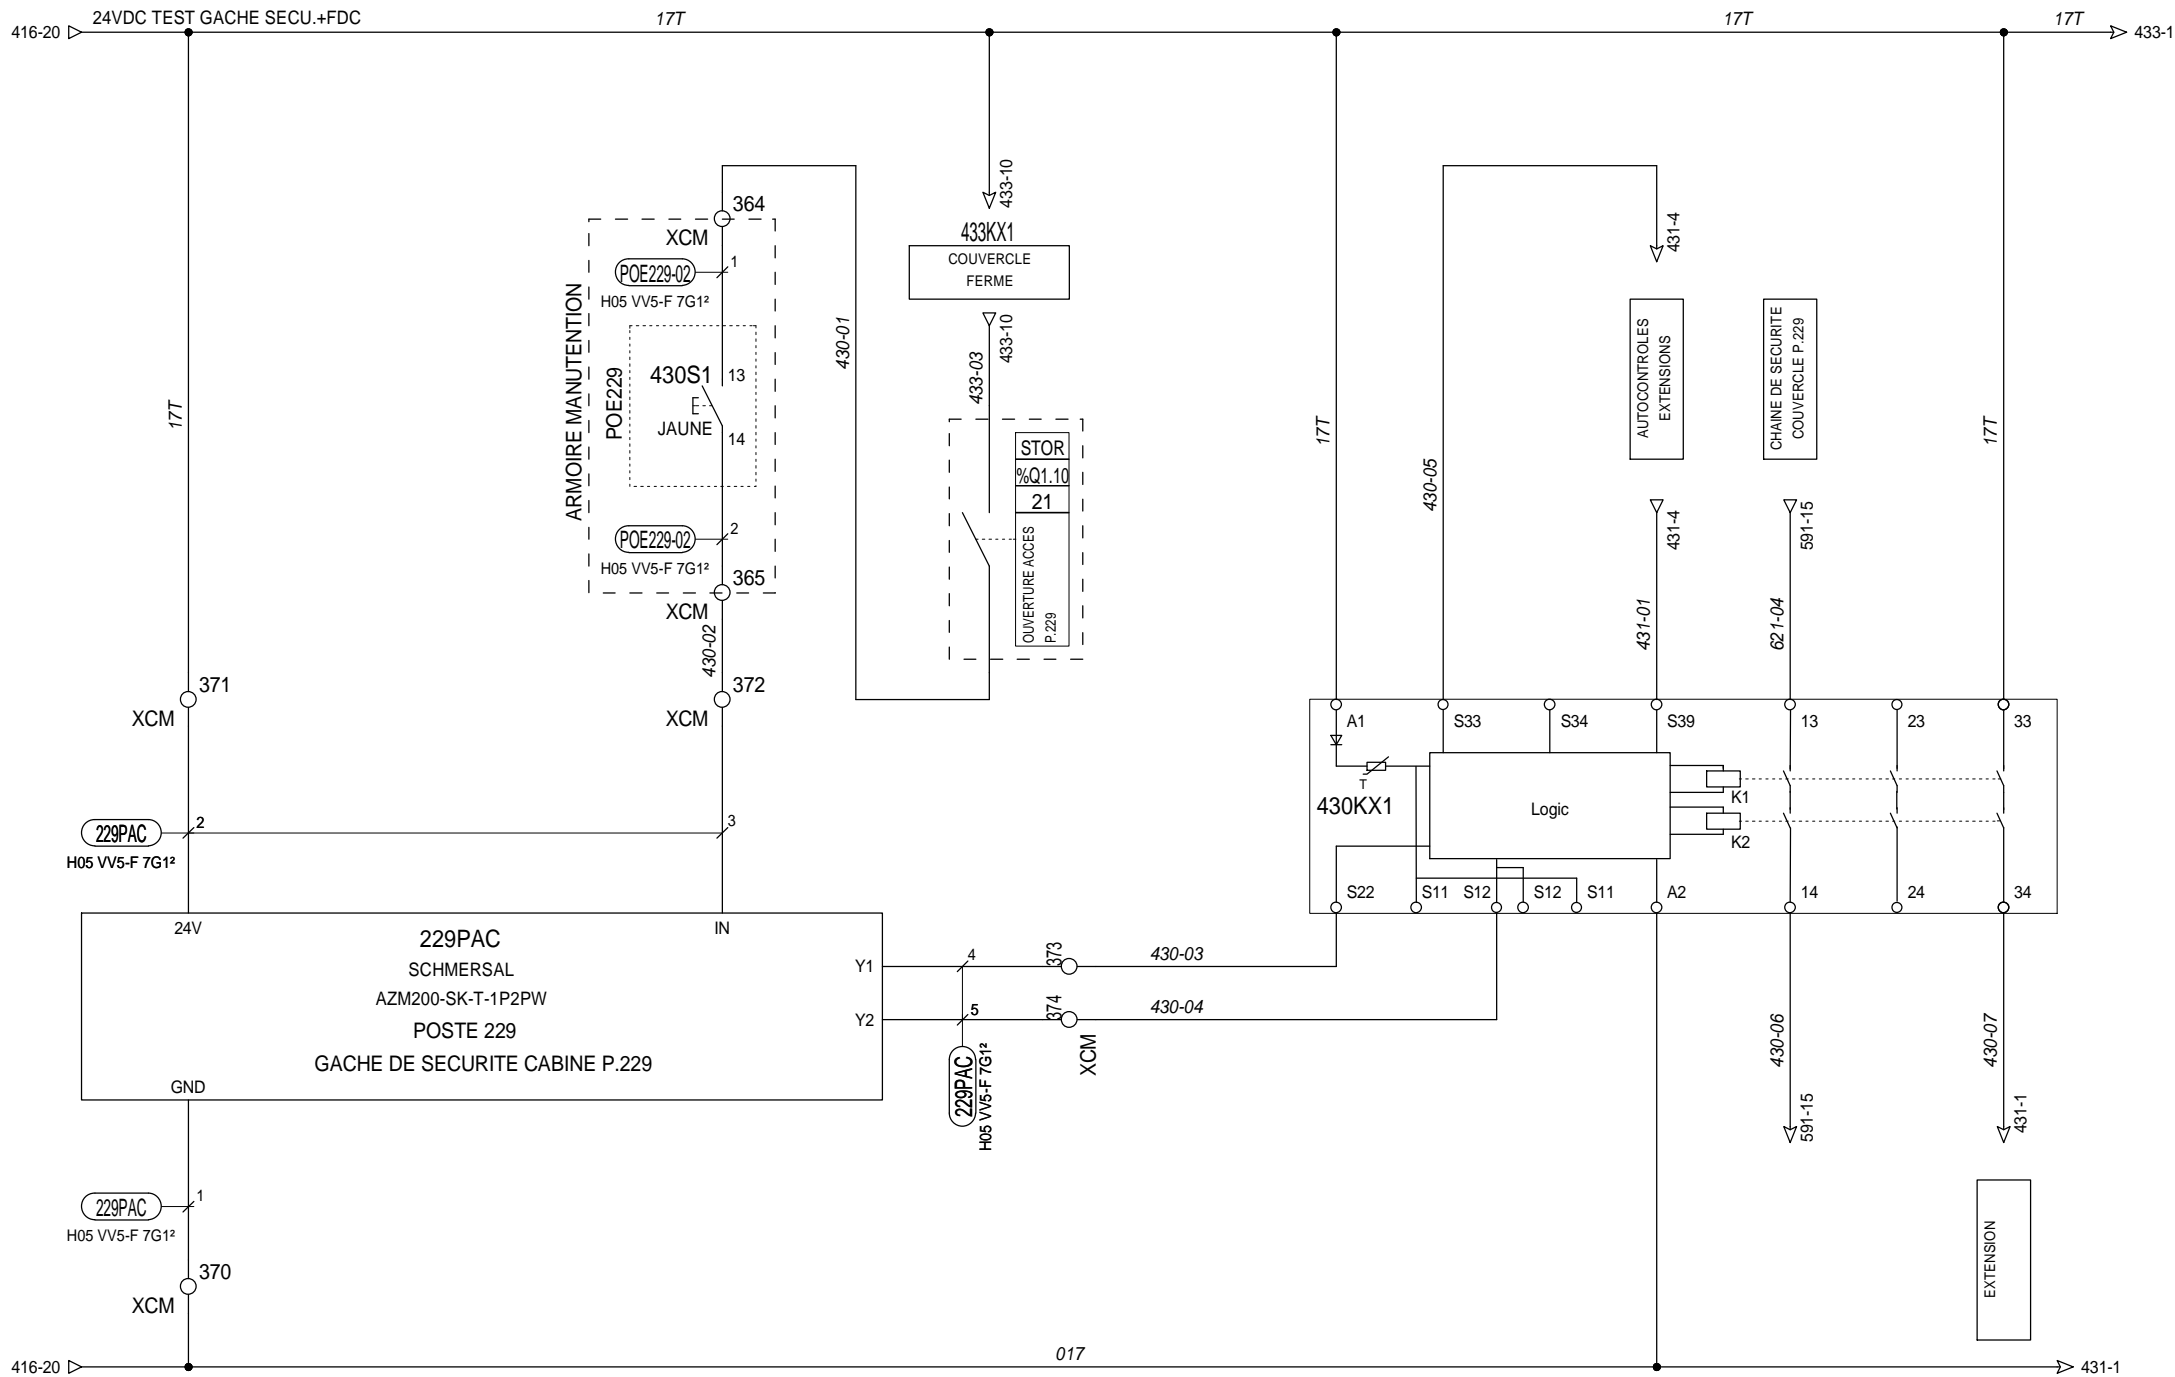 24VDC TEST GACHE SECU.+FDC
17T
17T
17T
416-20
433-1
433-10
433KX1
COUVERCLE
FERME
433-10
433-03
364
XCM
POE229-02
1
H05 VV5-F 7G1²
ARMOIRE MANUTENTION
POE229
430S1
13
JAUNE
14
POE229-02
2
H05 VV5-F 7G1²
365
XCM
430-02
372
XCM
430-01
STOR
%Q1.10
21
OUVERTURE ACCES
P.229
17T
371
XCM
229PAC
2
3
H05 VV5-F 7G1²
24V
IN
229PAC
SCHMERSAL
AZM200-SK-T-1P2PW
POSTE 229
GACHE DE SECURITE CABINE P.229
GND
Y1
Y2
4
5
373
374
XCM
430-03
430-04
229PAC
H05 VV5-F 7G1²
229PAC
1
H05 VV5-F 7G1²
370
XCM
17T
430-05
431-4
AUTOCONTROLES
EXTENSIONS
431-4
431-01
CHAINE DE SECURITE
COUVERCLE P.229
591-15
621-04
17T
A1
S33
S34
S39
13
23
33
T
430KX1
Logic
K1
K2
S22
S11
S12
S12
S11
A2
14
24
34
430-06
591-15
430-07
431-1
EXTENSION
416-20
017
431-1